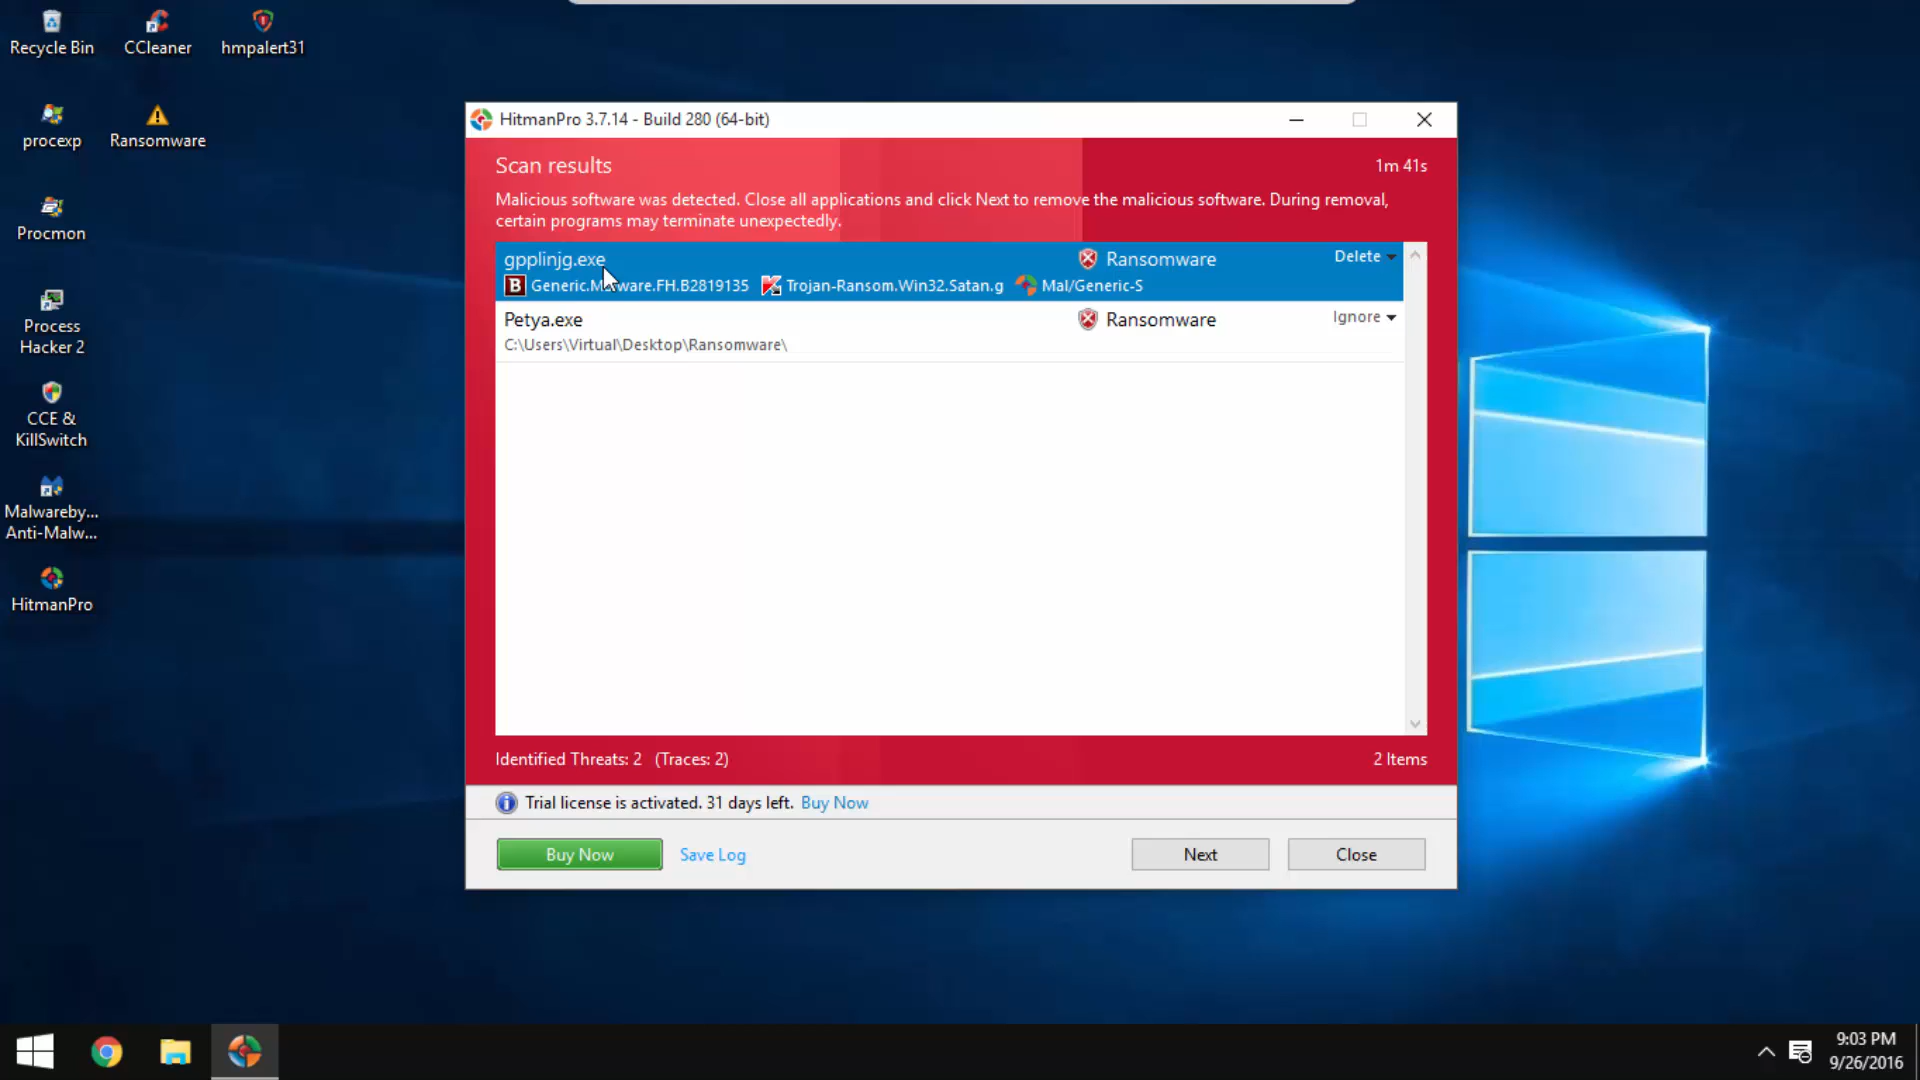 Recycle Bin
CCleaner
hmpalert31
procexp
Ransomware
Procmon
Process
Hacker 2
CCE &
KillSwitch
Malwareby...
Anti-Malw...
HitmanPro
HitmanPro 3.7.14 - Build 280 (64-bit)
Scan results
1m 41s
Malicious software was detected. Close all applications and click Next to remove the malicious software. During removal,
certain programs may terminate unexpectedly.
gpplinjg.exe
Ransomware
Delete
B Generic.Malware.FH.B2819135 Trojan-Ransom.Win32.Satan.g Mal/Generic-S
Petya.exe
Ransomware
Ignore
C:\Users\Virtual\Desktop\Ransomware\
Identified Threats: 2 (Traces: 2)
2 Items
Trial license is activated. 31 days left. Buy Now
Buy Now
Save Log
Next
Close
9:03 PM
9/26/2016